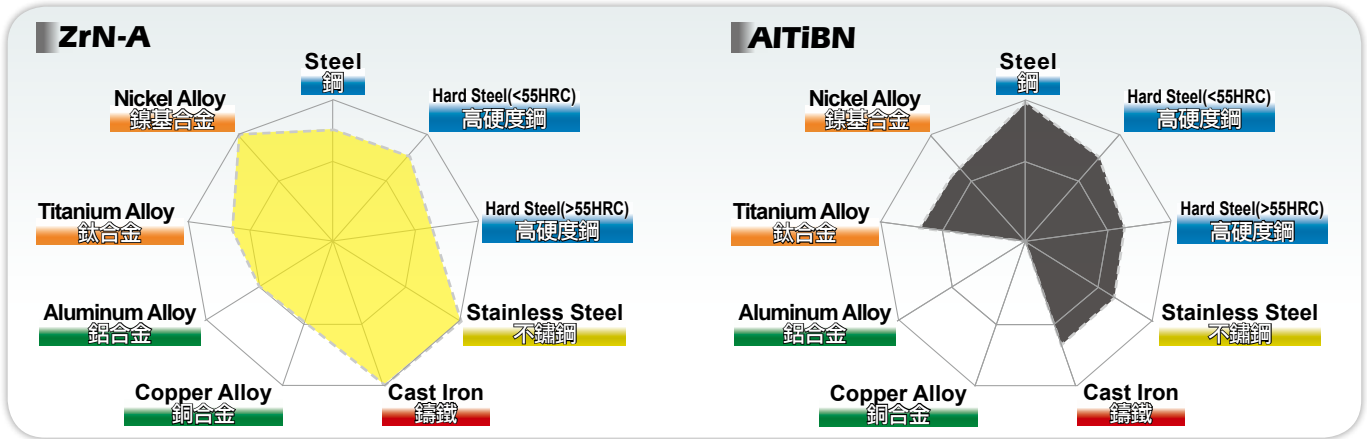 ZrN-A
Steel
鋼
Hard Steel(<55HRC)
高硬度鋼
Hard Steel(>55HRC)
高硬度鋼
Stainless Steel
不鏽鋼
Cast Iron
鑄鐵
Copper Alloy
銅合金
Aluminum Alloy
鋁合金
Titanium Alloy
鈦合金
Nickel Alloy
鎳基合金
AlTiBN
Steel
鋼
Hard Steel(<55HRC)
高硬度鋼
Hard Steel(>55HRC)
高硬度鋼
Stainless Steel
不鏽鋼
Cast Iron
鑄鐵
Copper Alloy
銅合金
Aluminum Alloy
鋁合金
Titanium Alloy
鈦合金
Nickel Alloy
鎳基合金